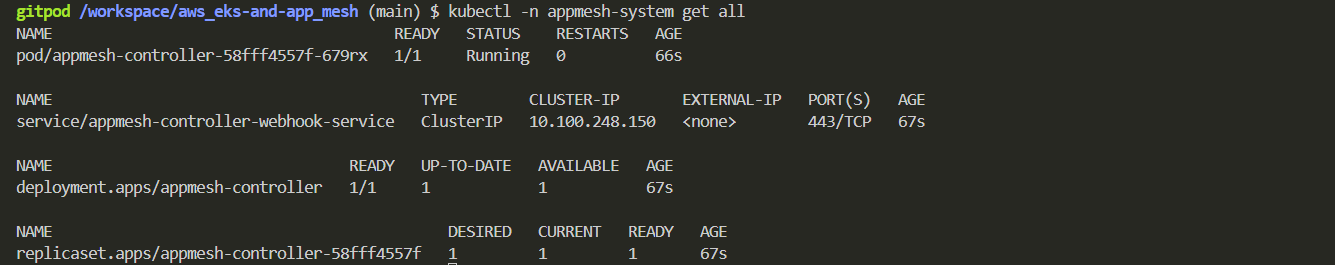 gitpod /workspace/aws_eks-and-app_mesh (main) $ kubectl -n appmesh-system get all
NAME READY STATUS RESTARTS AGE
pod/appmesh-controller-58fff4557f-679rx 1/1 Running 0 66s
NAME TYPE CLUSTER-IP EXTERNAL-IP PORT(S) AGE
service/appmesh-controller-webhook-service ClusterIP 10.100.248.150 <none> 443/TCP 67s
NAME READY UP-TO-DATE AVAILABLE AGE
deployment.apps/appmesh-controller 1/1 1 1 67s
NAME DESIRED CURRENT READY AGE
replicaset.apps/appmesh-controller-58fff4557f 1 1 1 67s